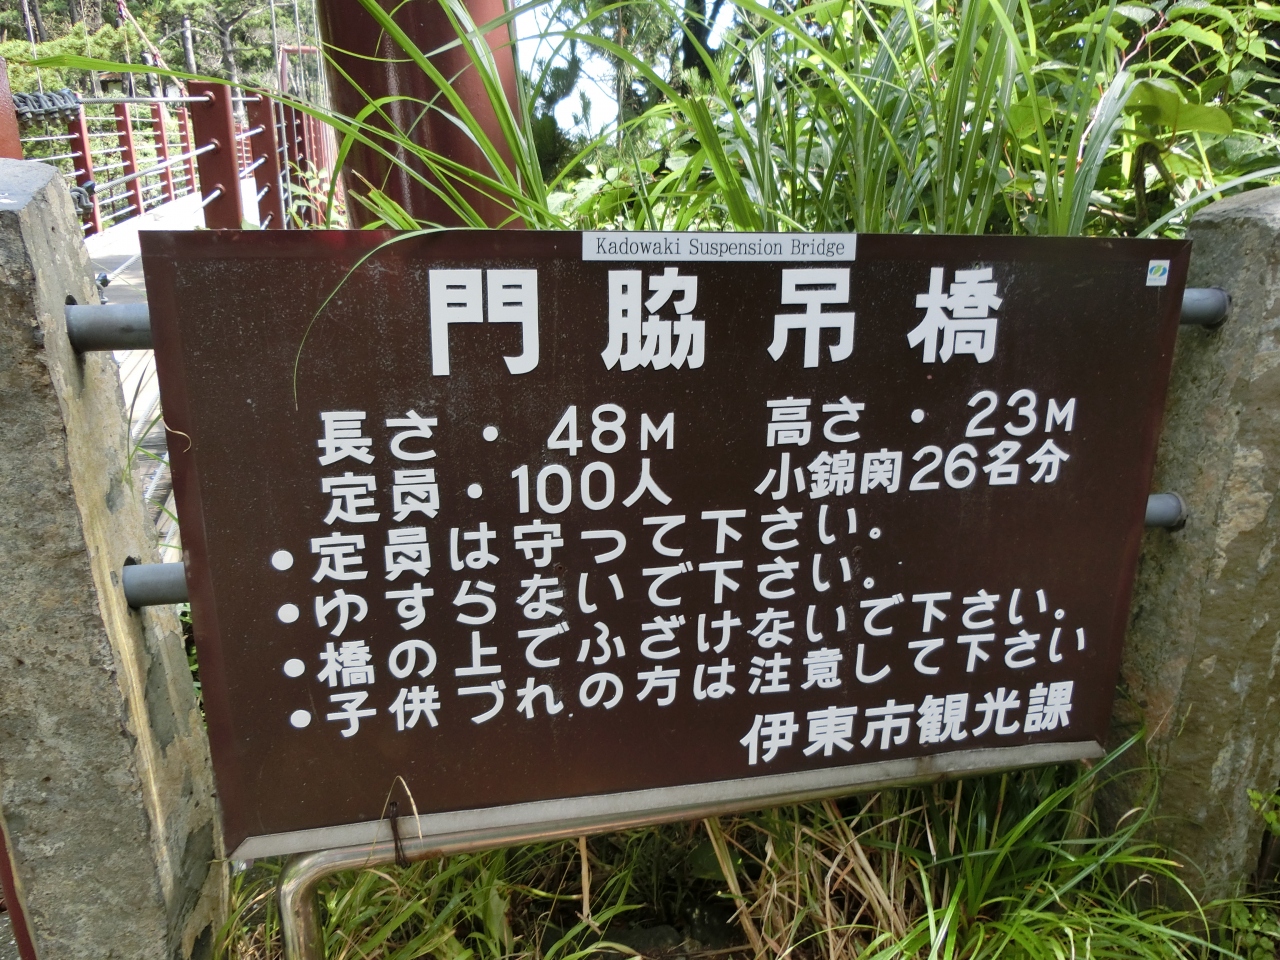 Kadowaki Suspension Bridge
門脇吊橋
長さ・48M 高さ・23M
定員・100人 小錦関26名分
●定員は守って下さい。
●ゆすらないで下さい。
●橋の上でふざけないで下さい。
●子供づれの方は注意して下さい
伊東市観光課